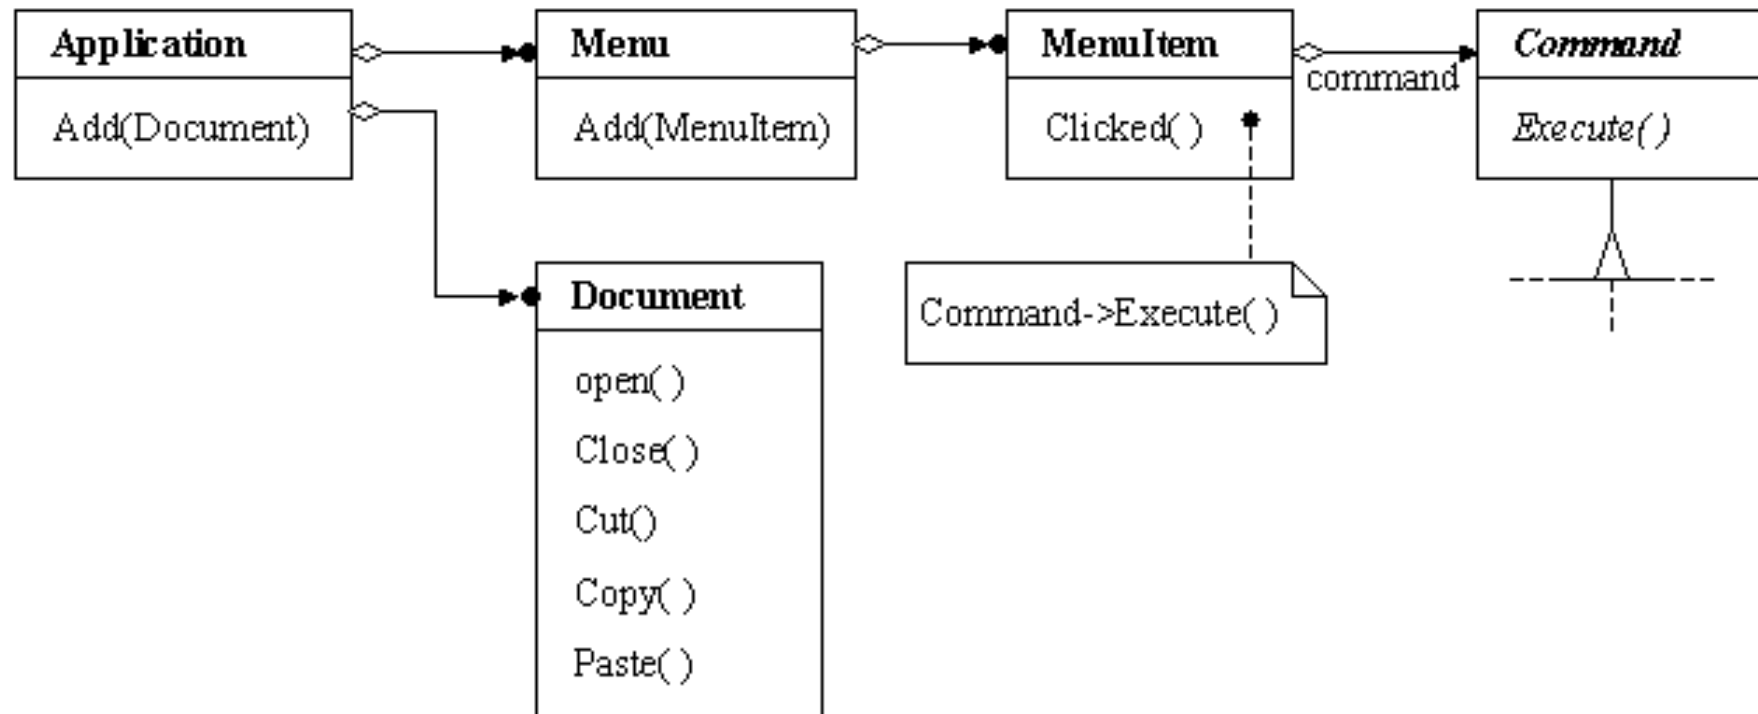 Application
Add(Document)
Menu
Add(MenuItem)
MenuItem
Clicked( )
command
Command
Execute( )
Command->Execute( )
Document
open( )
Close( )
Cut()
Copy( )
Paste( )